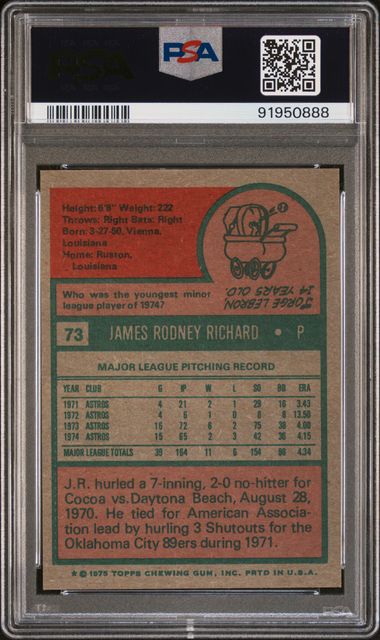 PSA
91950888
Height: 6'8" Weight: 222
Throws: Right Bats: Right
Born: 3-27-50, Vienna,
Louisiana
Home: Ruston,
Louisiana
Who was the youngest minor
league player of 1974?
JORGE LEBRON
14 YEARS OLD.
73 JAMES RODNEY RICHARD • P
MAJOR LEAGUE PITCHING RECORD
YEAR CLUB G IP W L SO BB ERA
1971 ASTROS 4 21 2 1 29 16 3.43
1972 ASTROS 4 6 1 0 8 8 13.50
1973 ASTROS 16 72 6 2 75 38 4.00
1974 ASTROS 15 65 2 3 42 36 4.15
MAJOR LEAGUE TOTALS 39 164 11 6 154 98 4.34
J.R. hurled a 7-inning, 2-0 no-hitter for
Cocoa vs. Daytona Beach, August 28,
1970. He tied for American Associa-
tion lead by hurling 3 Shutouts for the
Oklahoma City 89ers during 1971.
★ © 1975 TOPPS CHEWING GUM, INC. PRTD IN U.S.A.